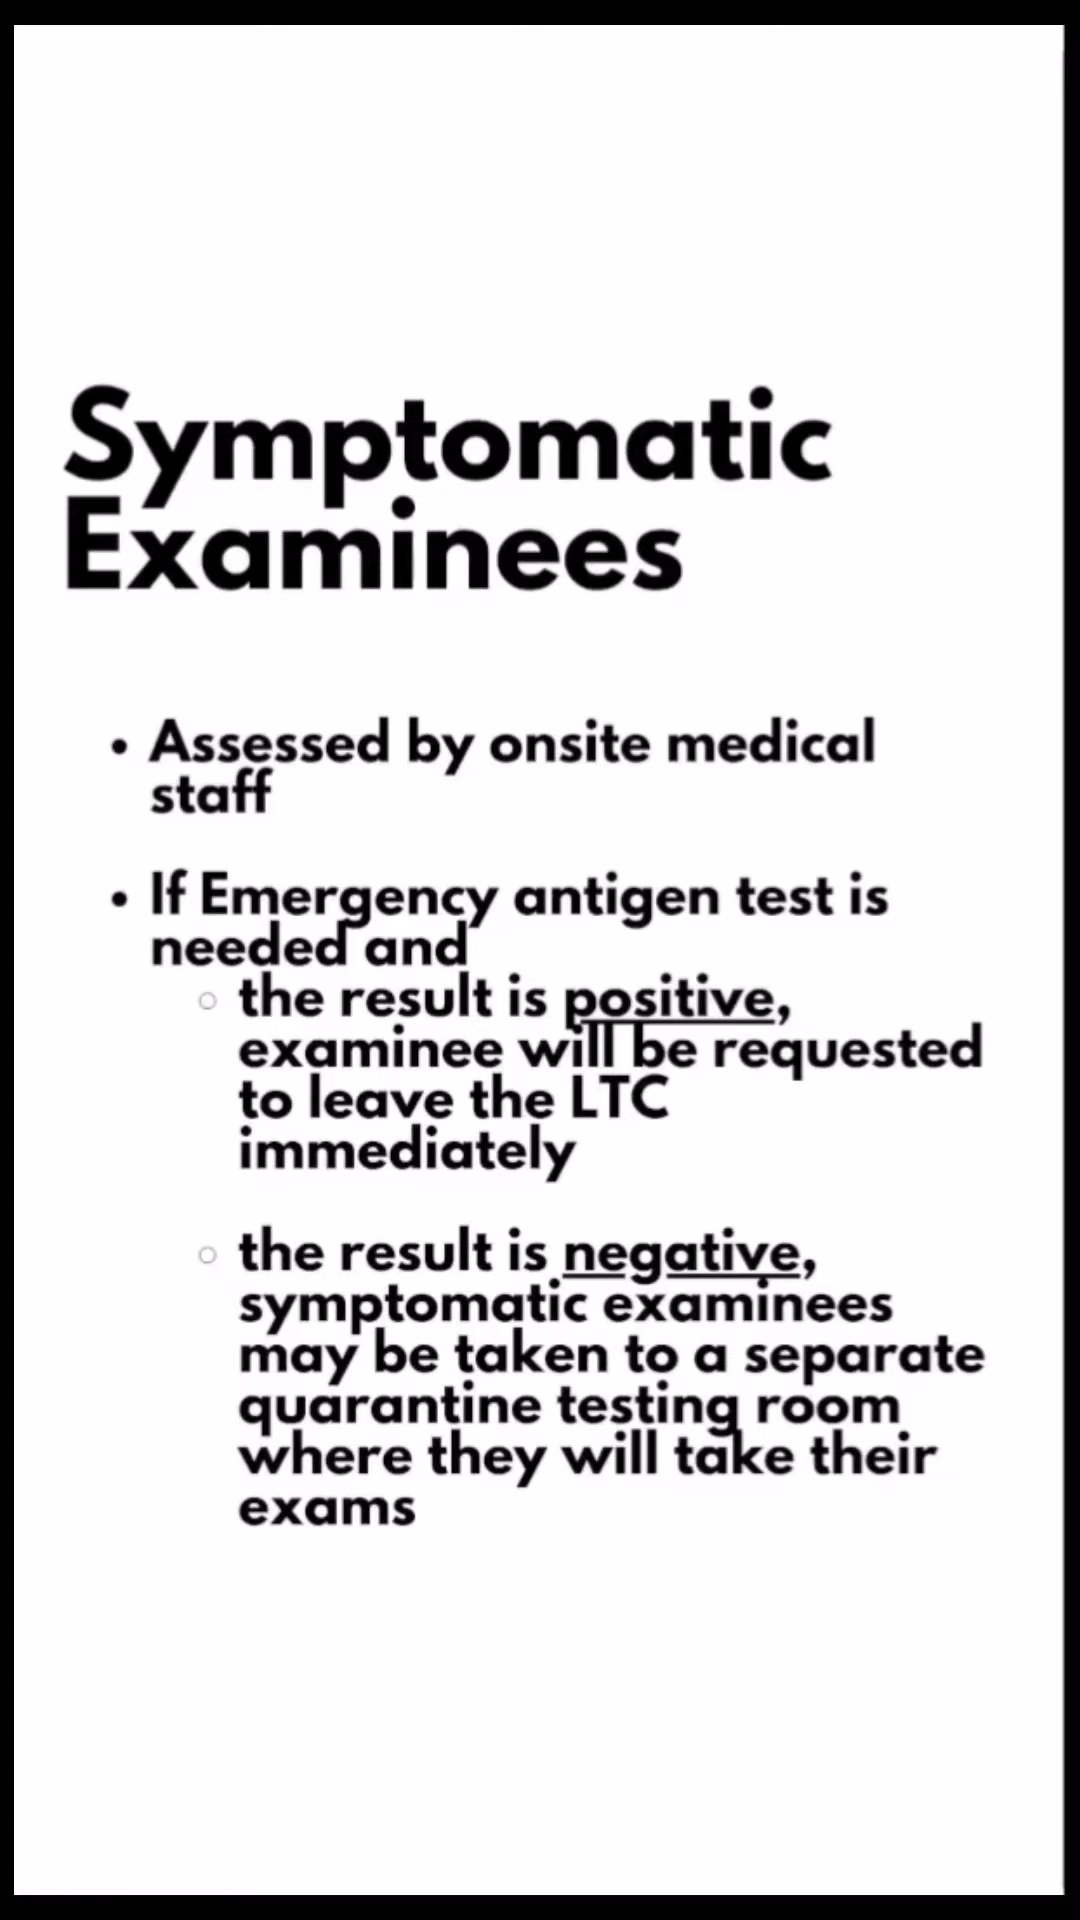 Symptomatic
Examinees
• Assessed by onsite medical
staff
• If Emergency antigen test is
needed and
○ the result is positive,
examinee will be requested
to leave the LTC
immediately
○ the result is negative,
symptomatic examinees
may be taken to a separate
quarantine testing room
where they will take their
exams